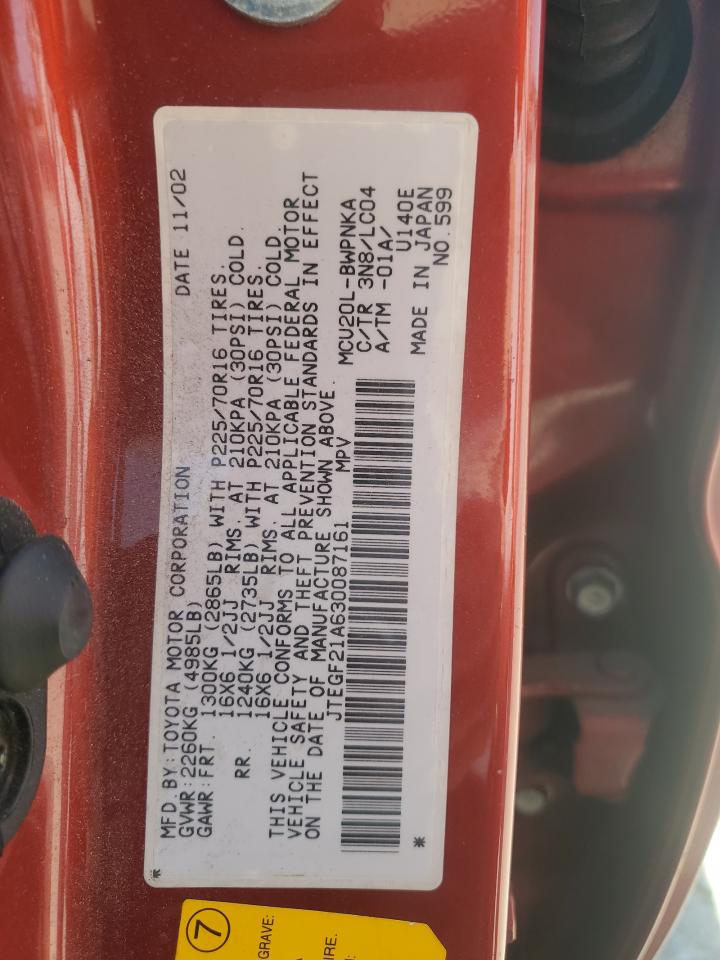 MFD. BY: TOYOTA MOTOR CORPORATION DATE 11/02
GVWR: 2260KG (4985LB)
GAWR: FRT. 1300KG (2865LB) WITH P225/70R16 TIRES.
16X6 1/2JJ RIMS. AT 210KPA (30PSI) COLD.
RR. 1240KG (2735LB) WITH P225/70R16 TIRES.
16X6 1/2JJ RIMS. AT 210KPA (30PSI) COLD.
THIS VEHICLE CONFORMS TO ALL APPLICABLE FEDERAL MOTOR
VEHICLE SAFETY AND THEFT PREVENTION STANDARDS IN EFFECT
ON THE DATE OF MANUFACTURE SHOWN ABOVE.
JTEGF21A630087161 MPV
MCU20L-BWPNKA
C/TR 3N8/LC04
A/TM -01A/
U140E
MADE IN JAPAN
NO.599
*
*
7
GRAVE:
IRE.